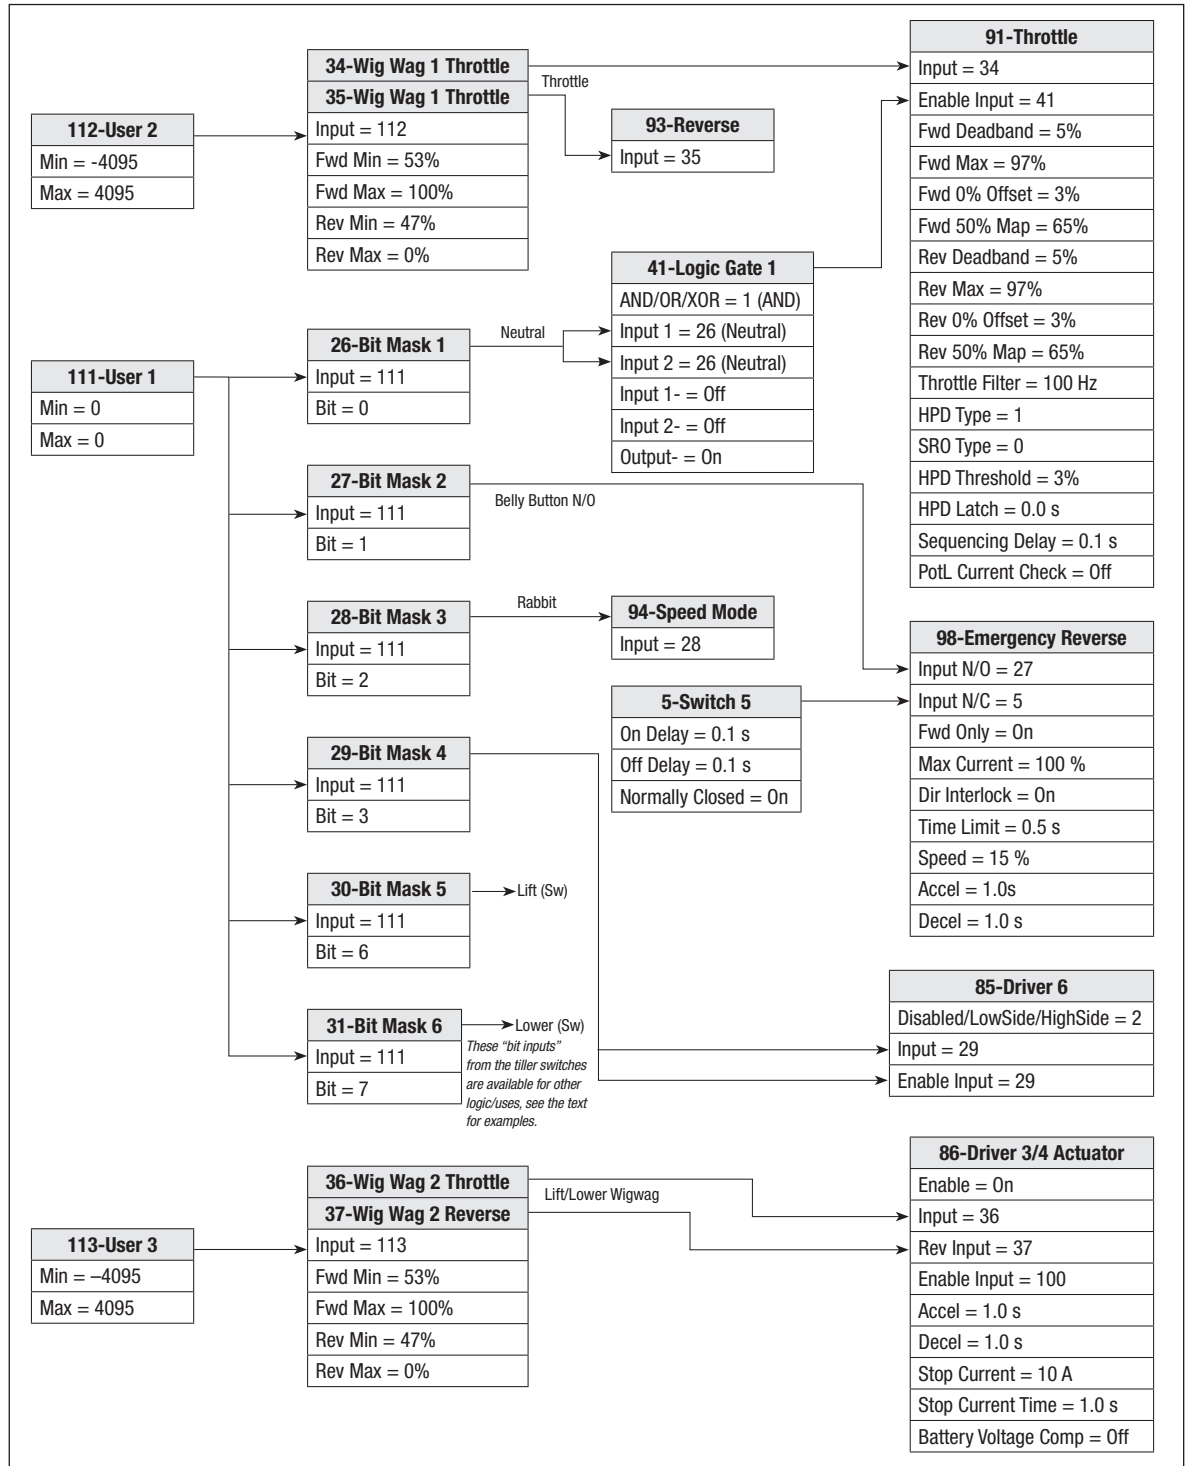 112-User 2
Min = -4095
Max = 4095
34-Wig Wag 1 Throttle
35-Wig Wag 1 Throttle
Input = 112
Fwd Min = 53%
Fwd Max = 100%
Rev Min = 47%
Rev Max = 0%
Throttle
93-Reverse
Input = 35
91-Throttle
Input = 34
Enable Input = 41
Fwd Deadband = 5%
Fwd Max = 97%
Fwd 0% Offset = 3%
Fwd 50% Map = 65%
Rev Deadband = 5%
Rev Max = 97%
Rev 0% Offset = 3%
Rev 50% Map = 65%
Throttle Filter = 100 Hz
HPD Type = 1
SRO Type = 0
HPD Threshold = 3%
HPD Latch = 0.0 s
Sequencing Delay = 0.1 s
PotL Current Check = Off
111-User 1
Min = 0
Max = 0
26-Bit Mask 1
Input = 111
Bit = 0
Neutral
41-Logic Gate 1
AND/OR/XOR = 1 (AND)
Input 1 = 26 (Neutral)
Input 2 = 26 (Neutral)
Input 1- = Off
Input 2- = Off
Output- = On
27-Bit Mask 2
Input = 111
Bit = 1
Belly Button N/O
28-Bit Mask 3
Input = 111
Bit = 2
Rabbit
94-Speed Mode
Input = 28
5-Switch 5
On Delay = 0.1 s
Off Delay = 0.1 s
Normally Closed = On
98-Emergency Reverse
Input N/O = 27
Input N/C = 5
Fwd Only = On
Max Current = 100 %
Dir Interlock = On
Time Limit = 0.5 s
Speed = 15 %
Accel = 1.0s
Decel = 1.0 s
29-Bit Mask 4
Input = 111
Bit = 3
30-Bit Mask 5
Input = 111
Bit = 6
Lift (Sw)
31-Bit Mask 6
Input = 111
Bit = 7
Lower (Sw)
These “bit inputs”
from the tiller switches
are available for other
logic/uses, see the text
for examples.
85-Driver 6
Disabled/LowSide/HighSide = 2
Input = 29
Enable Input = 29
113-User 3
Min = –4095
Max = 4095
36-Wig Wag 2 Throttle
37-Wig Wag 2 Reverse
Input = 113
Fwd Min = 53%
Fwd Max = 100%
Rev Min = 47%
Rev Max = 0%
Lift/Lower Wigwag
86-Driver 3/4 Actuator
Enable = On
Input = 36
Rev Input = 37
Enable Input = 100
Accel = 1.0 s
Decel = 1.0 s
Stop Current = 10 A
Stop Current Time = 1.0 s
Battery Voltage Comp = Off